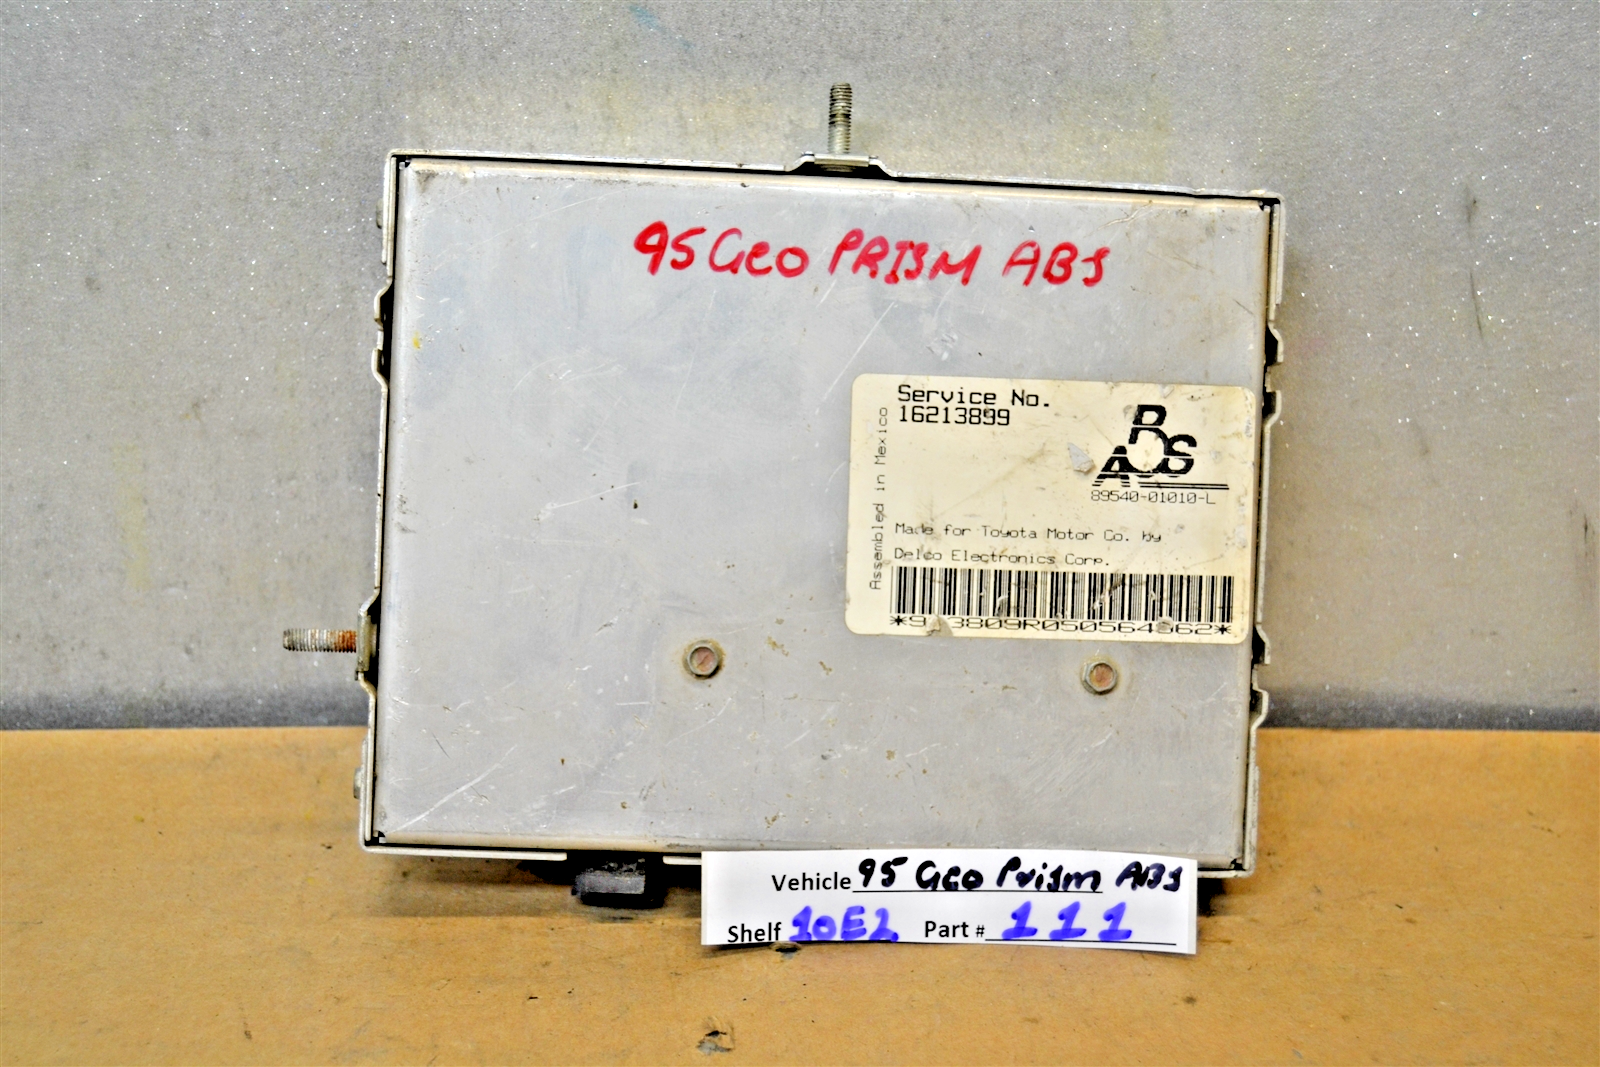 95 Geo PRISM ABS
Service No.
16213899
Assembled in Mexico
ABS
89540-01010-L
Made for Toyota Motor Co. by
Delco Electronics Corp.
Vehicle 95 Geo Prism ABS
Shelf 10E2 Part # 111